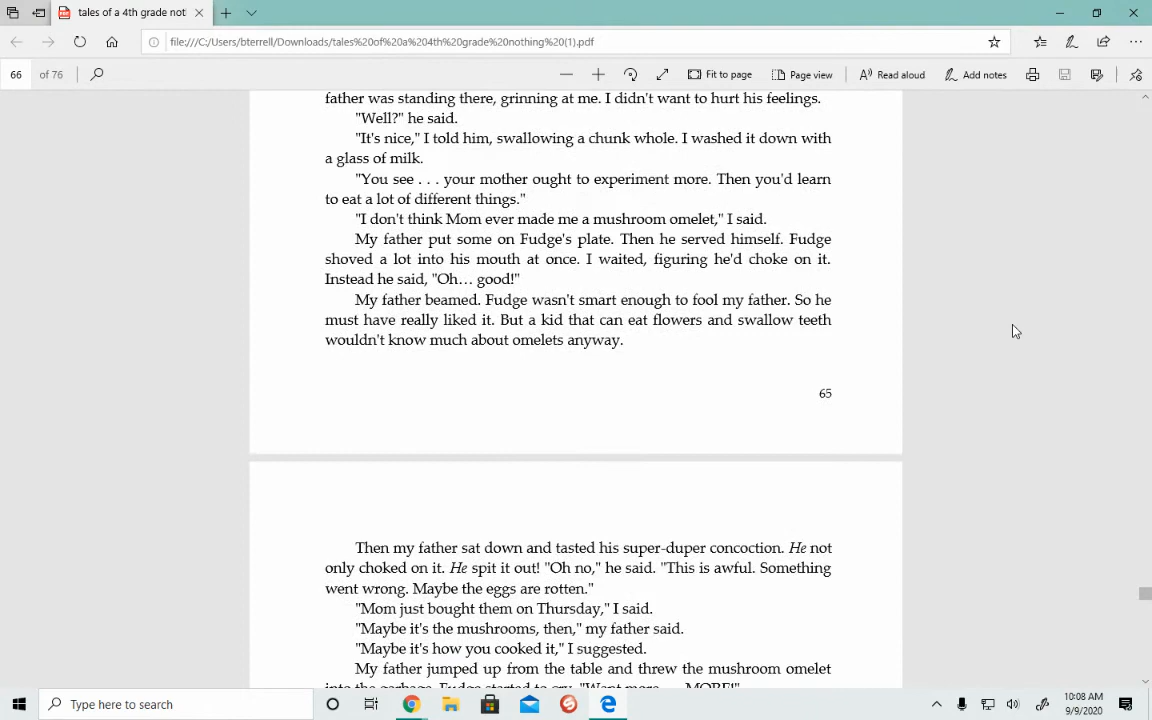 tales of a 4th grade not
file:///C:/Users/bterrell/Downloads/tales%20of%20a%204th%20grade%20nothing%20(1).pdf
66 of 76
Fit to page
Page view
Read aloud
Add notes
father was standing there, grinning at me. I didn't want to hurt his feelings.
"Well?" he said.
"It's nice," I told him, swallowing a chunk whole. I washed it down with
a glass of milk.
"You see . . . your mother ought to experiment more. Then you'd learn
to eat a lot of different things."
"I don't think Mom ever made me a mushroom omelet," I said.
My father put some on Fudge's plate. Then he served himself. Fudge
shoved a lot into his mouth at once. I waited, figuring he'd choke on it.
Instead he said, "Oh… good!"
My father beamed. Fudge wasn't smart enough to fool my father. So he
must have really liked it. But a kid that can eat flowers and swallow teeth
wouldn't know much about omelets anyway.
65
Then my father sat down and tasted his super-duper concoction. He not
only choked on it. He spit it out! "Oh no," he said. "This is awful. Something
went wrong. Maybe the eggs are rotten."
"Mom just bought them on Thursday," I said.
"Maybe it's the mushrooms, then," my father said.
"Maybe it's how you cooked it," I suggested.
My father jumped up from the table and threw the mushroom omelet
into the garbage. Fudge started to cry. "Want more . . . MORE!"
Type here to search
10:08 AM
9/9/2020